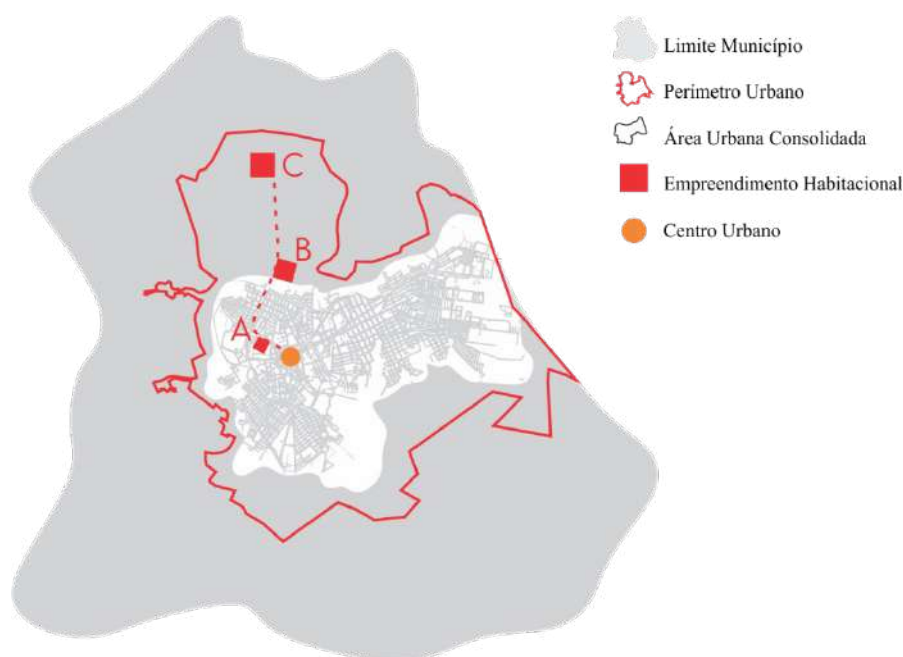 Limite Município
Perímetro Urbano
Área Urbana Consolidada
Empreendimento Habitacional
Centro Urbano
C
B
A